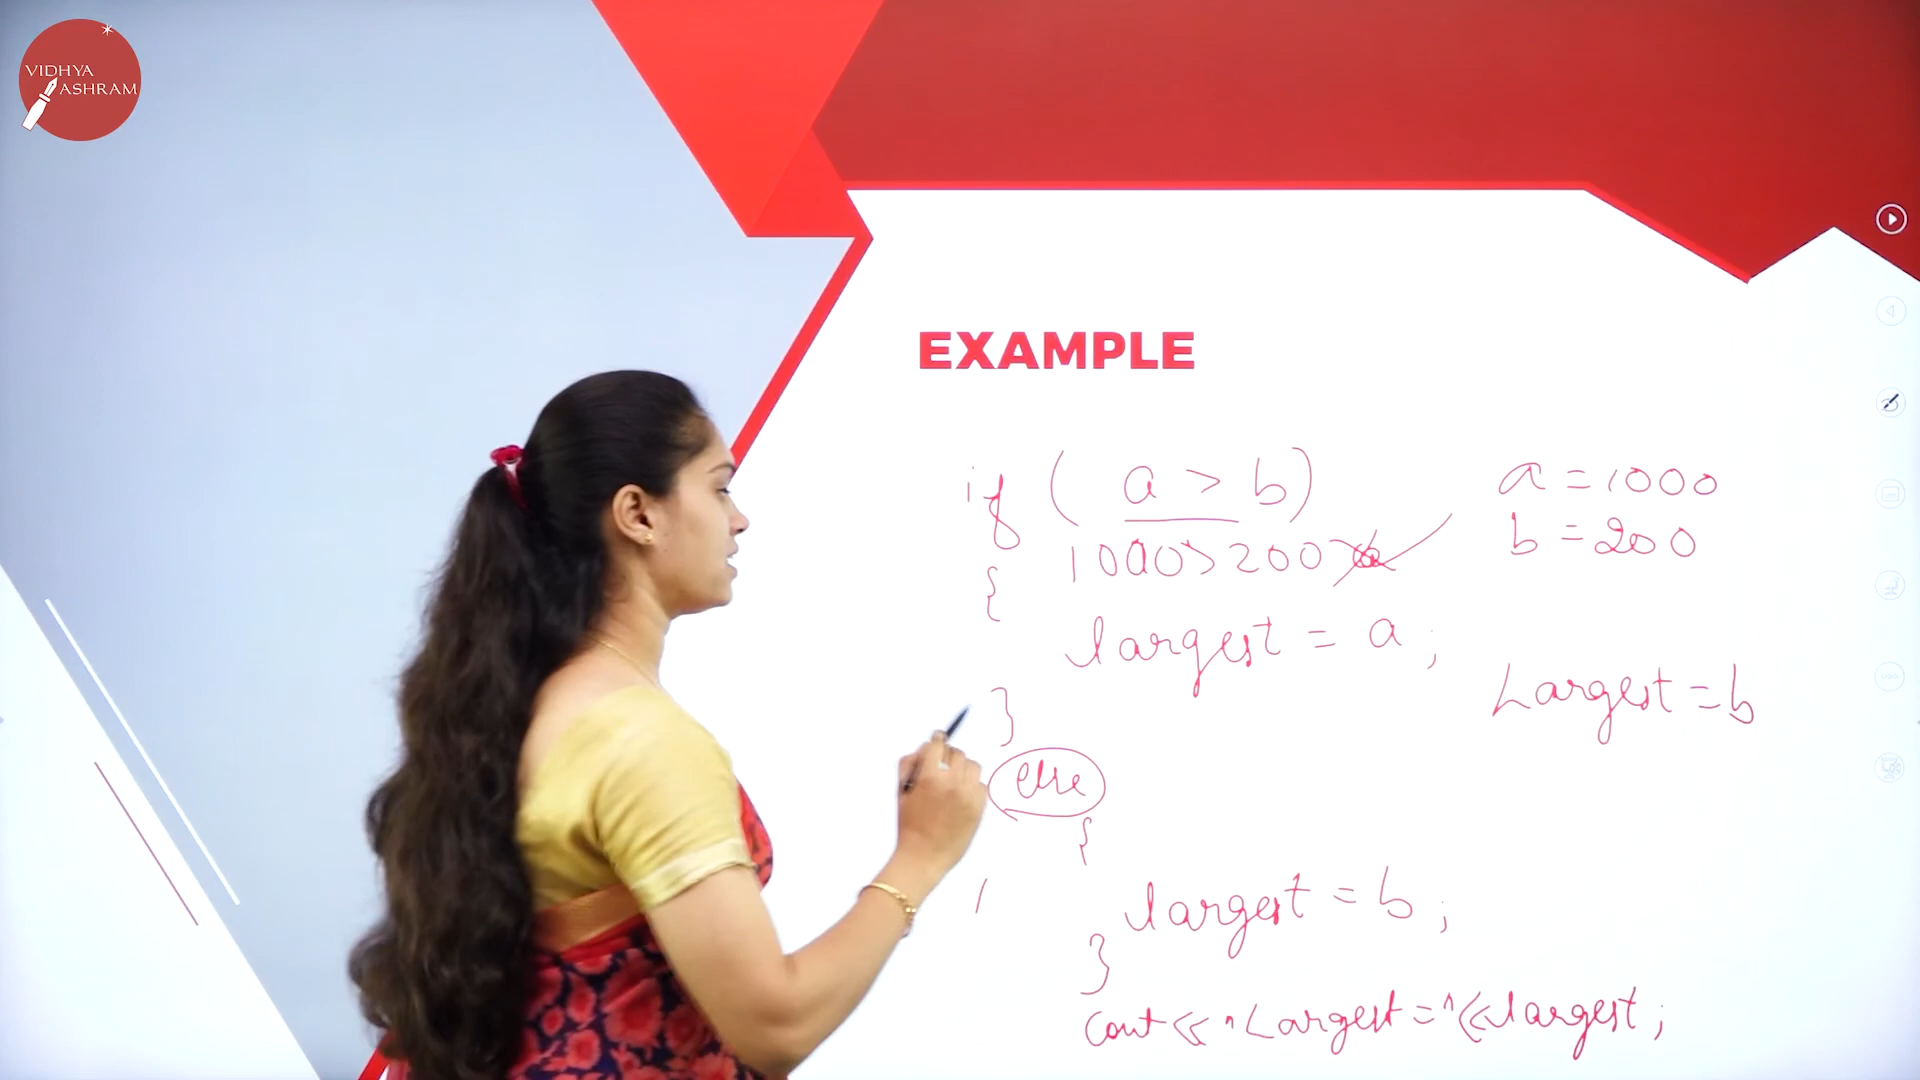 VIDHYA
ASHRAM
EXAMPLE
if ( a > b)
a = 1000
b = 200
1000>200
{
largest = a ;
Largest = b
}
else
{
largest = b ;
}
cout << "Largest = "<< largest ;